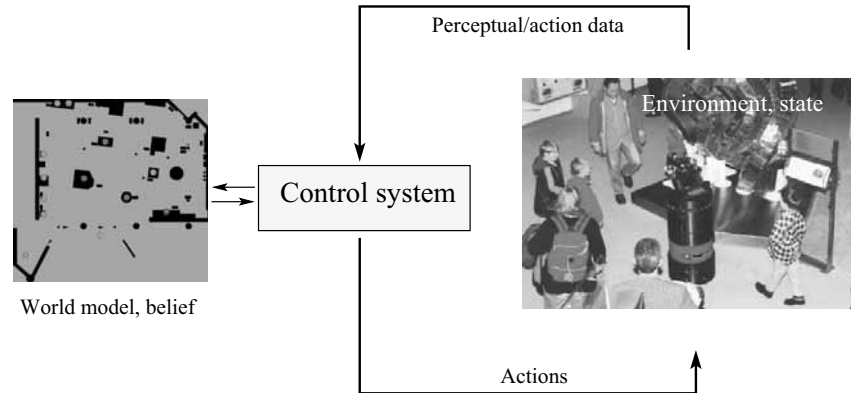 Perceptual/action data
Environment, state
Control system
World model, belief
Actions